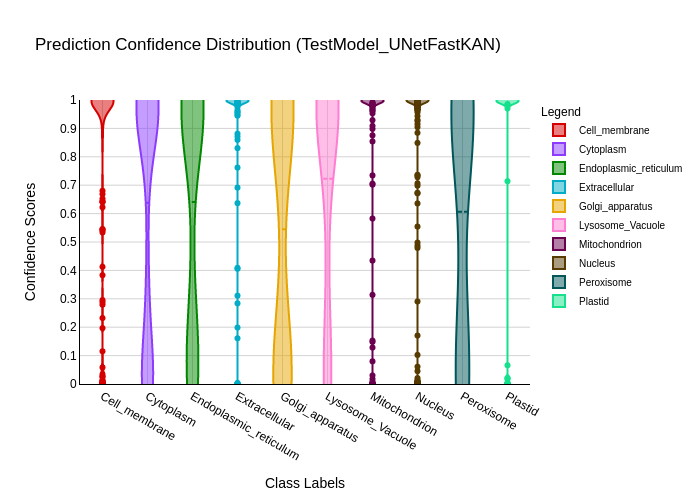 Prediction Confidence Distribution (TestModel_UNetFastKAN)
Legend
Cell_membrane
Cytoplasm
Endoplasmic_reticulum
Extracellular
Golgi_apparatus
Lysosome_Vacuole
Mitochondrion
Nucleus
Peroxisome
Plastid
Confidence Scores
1
0.9
0.8
0.7
0.6
0.5
0.4
0.3
0.2
0.1
0
Cell_membrane
Cytoplasm
Endoplasmic_reticulum
Extracellular
Golgi_apparatus
Lysosome_Vacuole
Mitochondrion
Nucleus
Peroxisome
Plastid
Class Labels